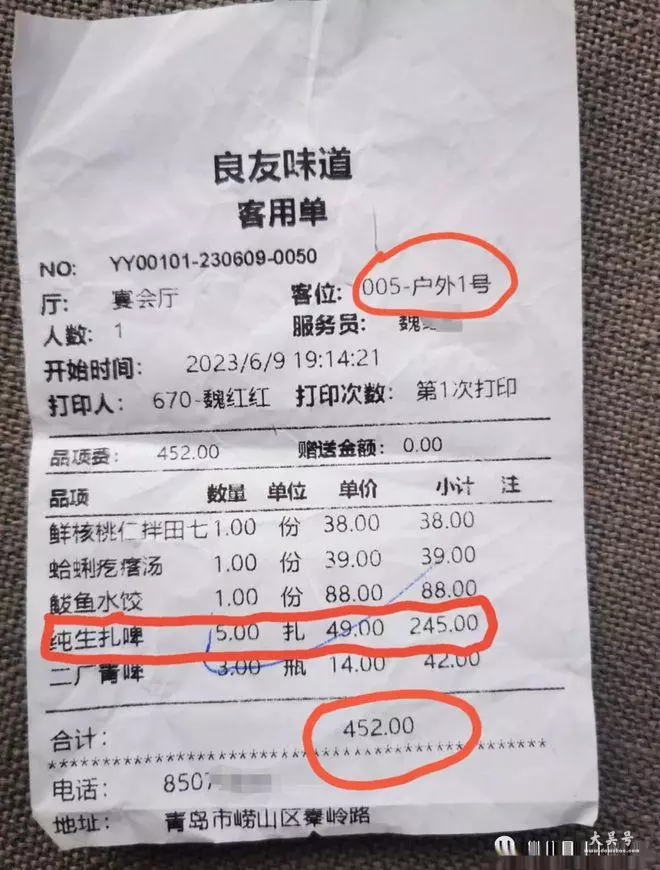 良友味道
客用单
NO: YY00101-230609-0050
厅: 宴会厅 客位: 005-户外1号
人数: 1 服务员: 魏红
开始时间: 2023/6/9 19:14:21
打印人: 670-魏红红 打印次数: 第1次打印
品项费: 452.00 赠送金额: 0.00
品项 数量 单位 单价 小计 注
鲜核桃仁拌田七 1.00 份 38.00 38.00
蛤蜊疙瘩汤 1.00 份 39.00 39.00
鲅鱼水饺 1.00 份 88.00 88.00
纯生扎啤 5.00 扎 49.00 245.00
二厂青啤 3.00 瓶 14.00 42.00
合计: 452.00
******************************************
电话: 8507
地址: 青岛市崂山区秦岭路
大吴号